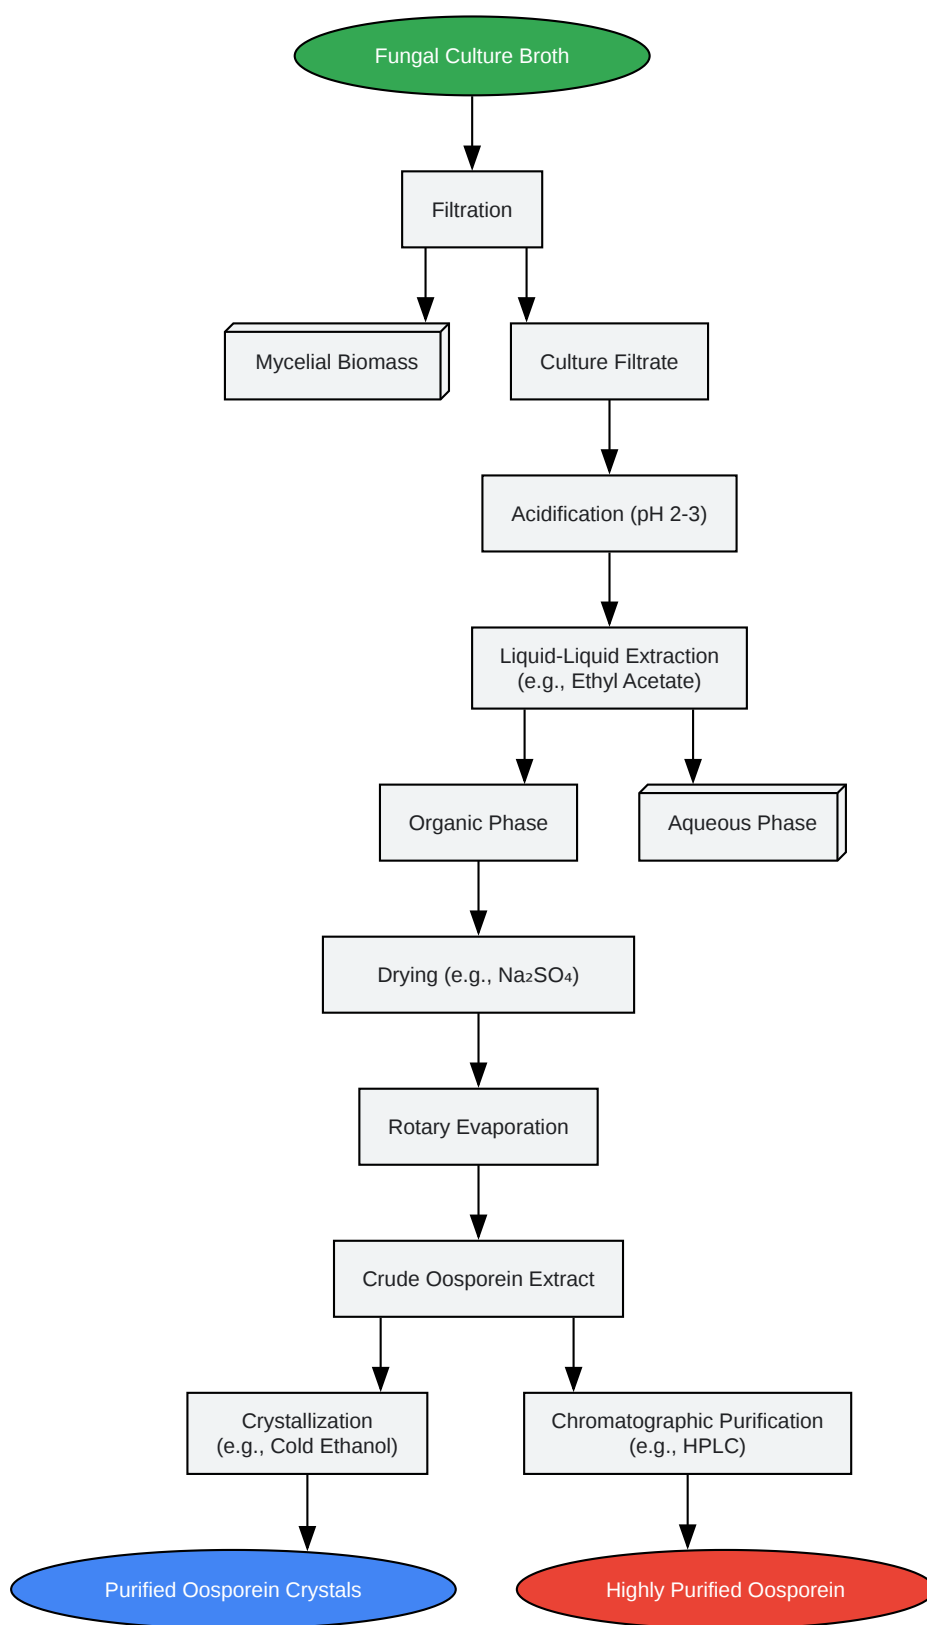 Fungal Culture Broth
Filtration
Mycelial Biomass
Culture Filtrate
Acidification (pH 2-3)
Liquid-Liquid Extraction
(e.g., Ethyl Acetate)
Organic Phase
Aqueous Phase
Drying (e.g., Na₂SO₄)
Rotary Evaporation
Crude Oosporein Extract
Crystallization
(e.g., Cold Ethanol)
Chromatographic Purification
(e.g., HPLC)
Purified Oosporein Crystals
Highly Purified Oosporein